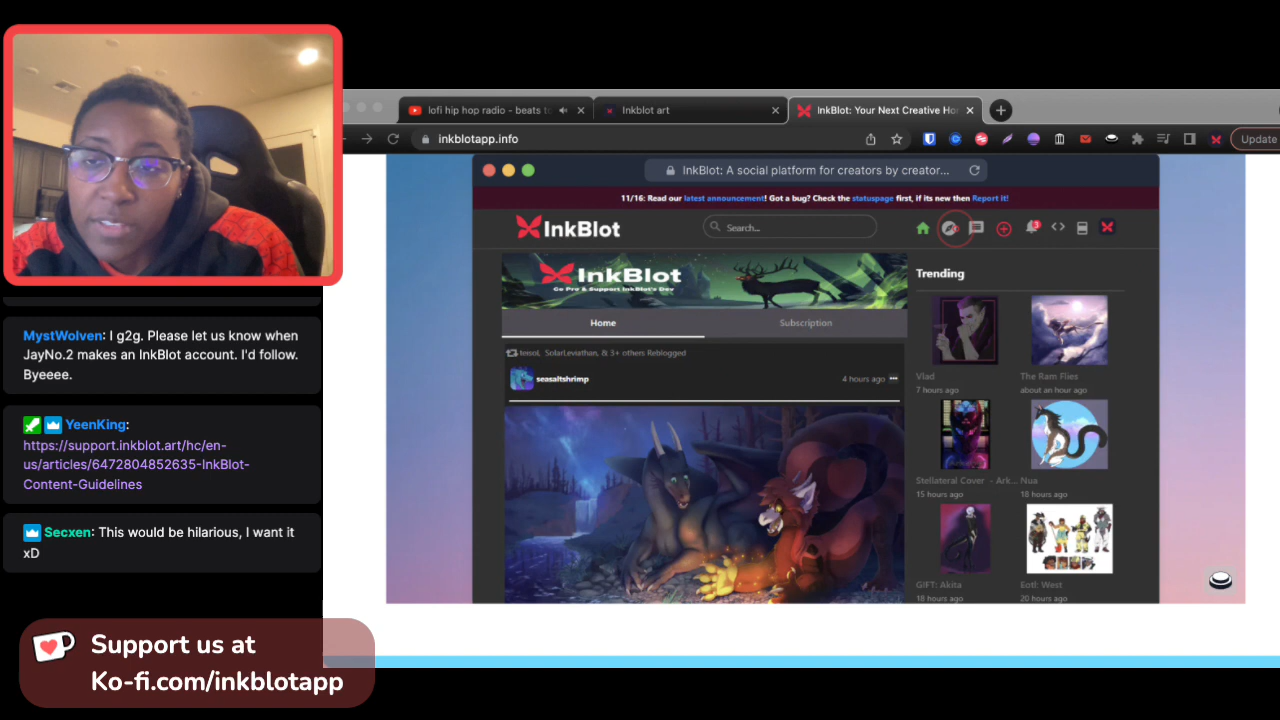 lofi hip hop radio - beats to
Inkblot art
InkBlot: Your Next Creative Ho
inkblotapp.info
Update
InkBlot: A social platform for creators by creator...
11/16: Read our latest announcement! Got a bug? Check the statuspage first, if its new then Report it!
InkBlot
Search...
3
InkBlot
Go Pro & Support InkBlot's Dev
Home
Subscription
teisoL SolarLeviathan, & 3+ others Reblogged
seasaltshrimp
4 hours ago
Trending
Vlad
7 hours ago
The Ram Flies
about an hour ago
Stellateral Cover - Ark...
15 hours ago
Nua
18 hours ago
GIFT: Akita
18 hours ago
Eotl: West
20 hours ago
MystWolven: I g2g. Please let us know when
JayNo.2 makes an InkBlot account. I'd follow.
Byeeee.
YeenKing:
https://support.inkblot.art/hc/en-
us/articles/6472804852635-InkBlot-
Content-Guidelines
Secxen: This would be hilarious, I want it
xD
Support us at
Ko-fi.com/inkblotapp